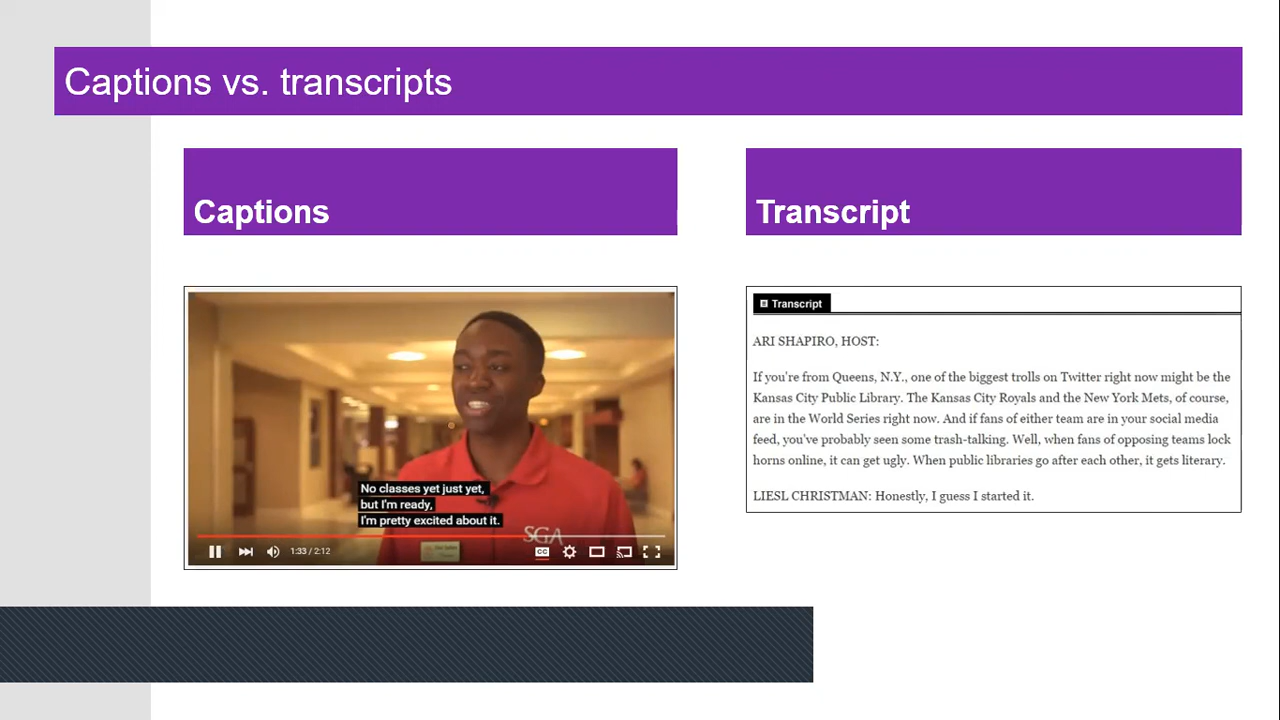 Captions vs. transcripts
Captions
Transcript
No classes yet just yet,
but I'm ready,
I'm pretty excited about it.
SGA
1:33 / 2:12
CC
Transcript
ARI SHAPIRO, HOST:
If you're from Queens, N.Y., one of the biggest trolls on Twitter right now might be the
Kansas City Public Library. The Kansas City Royals and the New York Mets, of course,
are in the World Series right now. And if fans of either team are in your social media
feed, you've probably seen some trash-talking. Well, when fans of opposing teams lock
horns online, it can get ugly. When public libraries go after each other, it gets literary.
LIESL CHRISTMAN: Honestly, I guess I started it.